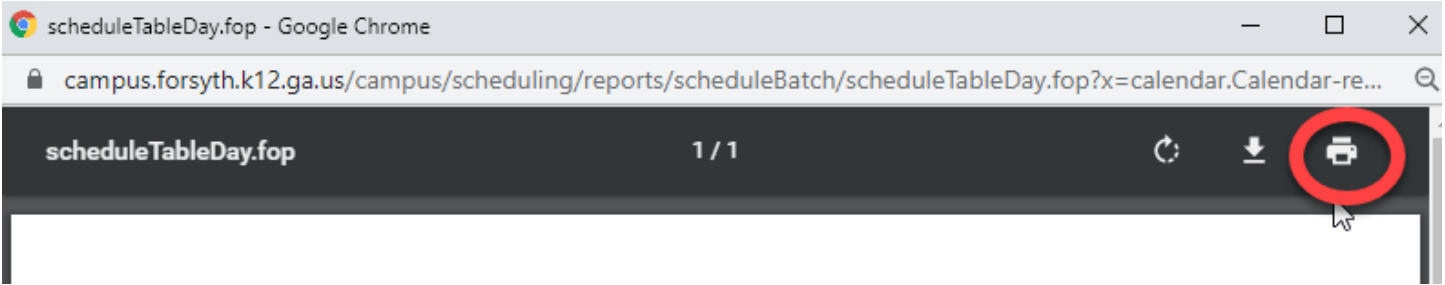 scheduleTableDay.fop - Google Chrome
campus.forsyth.k12.ga.us/campus/scheduling/reports/scheduleBatch/scheduleTableDay.fop?x=calendar.Calendar-re...
scheduleTableDay.fop 1 / 1